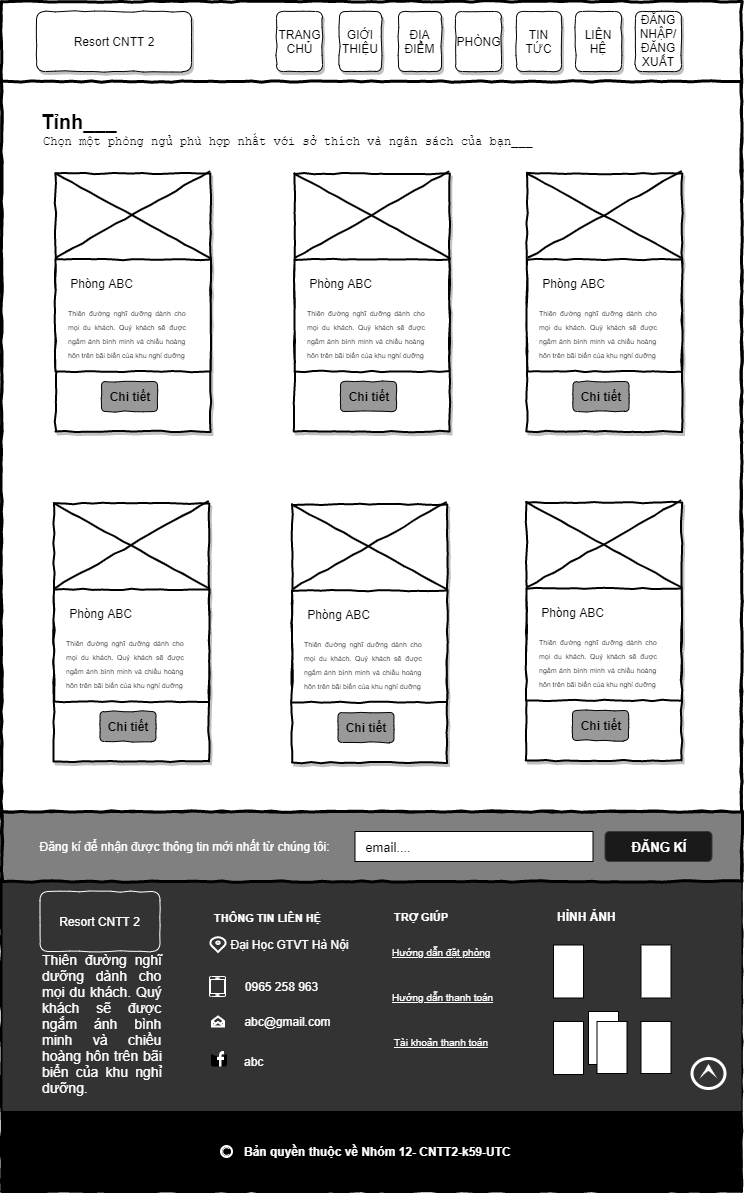 Resort CNTT 2
TRANG CHỦ
GIỚI THIỆU
ĐỊA ĐIỂM
PHÒNG
TIN TỨC
LIÊN HỆ
ĐĂNG NHẬP/ ĐĂNG XUẤT
Tỉnh___
Chọn một phòng ngủ phù hợp nhất với sở thích và ngân sách của bạn___
Phòng ABC
Thiên đường nghĩ dưỡng dành cho
mọi du khách. Quý khách sẽ được
ngắm ánh bình minh và chiều hoàng
hôn trên bãi biển của khu nghỉ dưỡng
Chi tiết
Phòng ABC
Thiên đường nghĩ dưỡng dành cho
mọi du khách. Quý khách sẽ được
ngắm ánh bình minh và chiều hoàng
hôn trên bãi biển của khu nghỉ dưỡng
Chi tiết
Phòng ABC
Thiên đường nghĩ dưỡng dành cho
mọi du khách. Quý khách sẽ được
ngắm ánh bình minh và chiều hoàng
hôn trên bãi biển của khu nghỉ dưỡng
Chi tiết
Phòng ABC
Thiên đường nghĩ dưỡng dành cho
mọi du khách. Quý khách sẽ được
ngắm ánh bình minh và chiều hoàng
hôn trên bãi biển của khu nghỉ dưỡng
Chi tiết
Phòng ABC
Thiên đường nghĩ dưỡng dành cho
mọi du khách. Quý khách sẽ được
ngắm ánh bình minh và chiều hoàng
hôn trên bãi biển của khu nghỉ dưỡng
Chi tiết
Phòng ABC
Thiên đường nghĩ dưỡng dành cho
mọi du khách. Quý khách sẽ được
ngắm ánh bình minh và chiều hoàng
hôn trên bãi biển của khu nghỉ dưỡng
Chi tiết
Đăng kí để nhận được thông tin mới nhất từ chúng tôi:
email....
ĐĂNG KÍ
Resort CNTT 2
Thiên đường nghĩ
dưỡng dành cho
mọi du khách. Quý
khách sẽ được
ngắm ánh bình
minh và chiều
hoàng hôn trên bãi
biển của khu nghỉ
dưỡng.
THÔNG TIN LIÊN HỆ
Đại Học GTVT Hà Nội
0965 258 963
abc@gmail.com
abc
TRỢ GIÚP
Hướng dẫn đặt phòng
Hướng dẫn thanh toán
Tài khoản thanh toán
HÌNH ẢNH
Bản quyền thuộc về Nhóm 12- CNTT2-k59-UTC